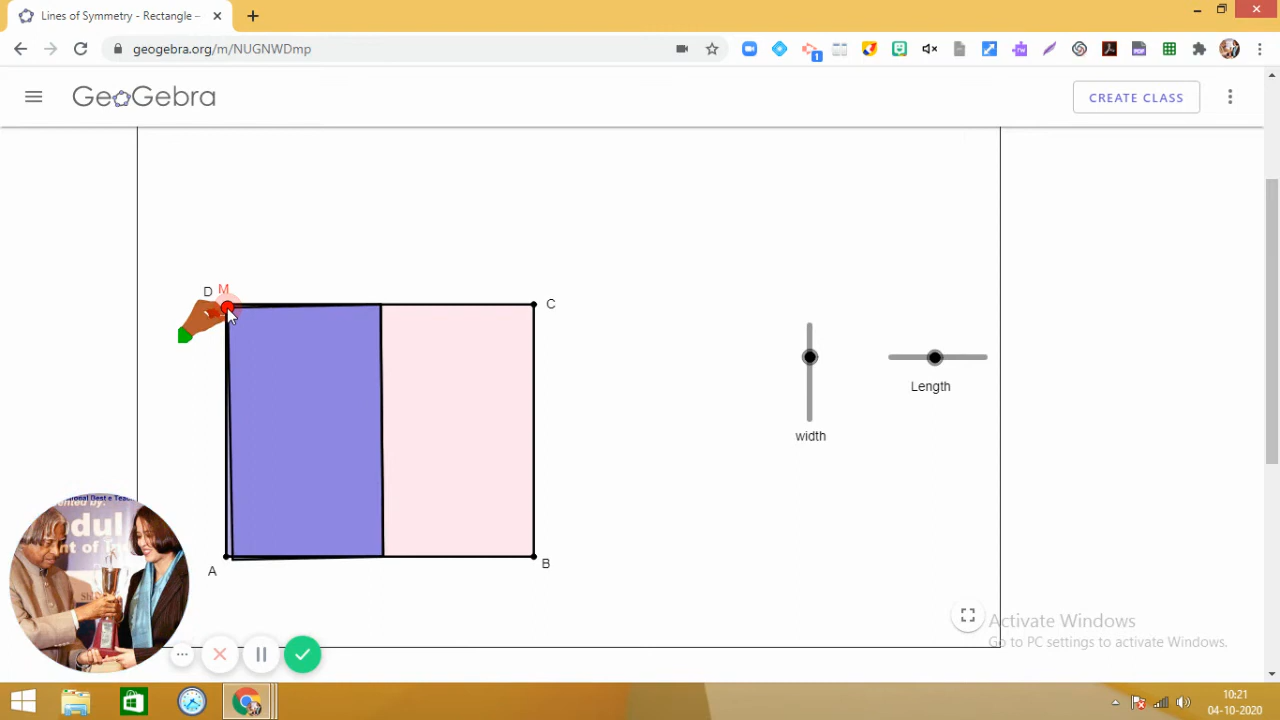 Lines of Symmetry - Rectangle –
geogebra.org/m/NUGNWDmp
1
GeoGebra
CREATE CLASS
D
M
C
Length
width
A
B
Activate Windows
Go to PC settings to activate Windows.
10:21
04-10-2020